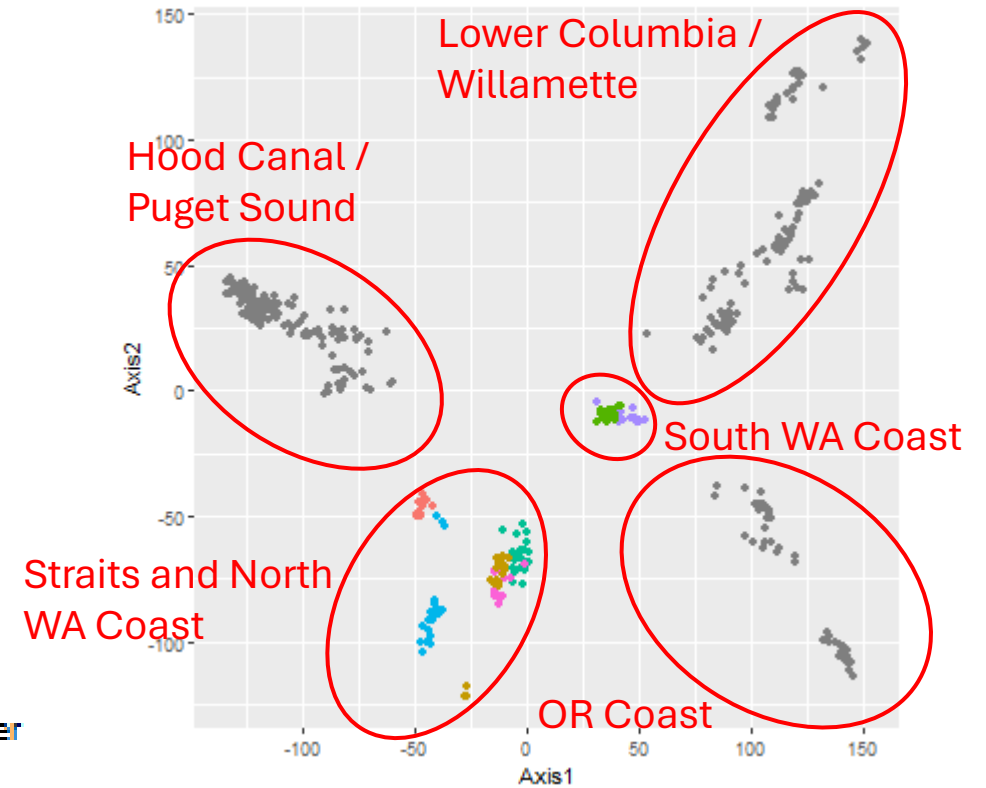 150
Lower Columbia /
Willamette
100
Hood Canal /
Puget Sound
50
Axis2
0
South WA Coast
-50
Straits and North
WA Coast
-100
OR Coast
-100 -50 0 50 100 150
Axis1